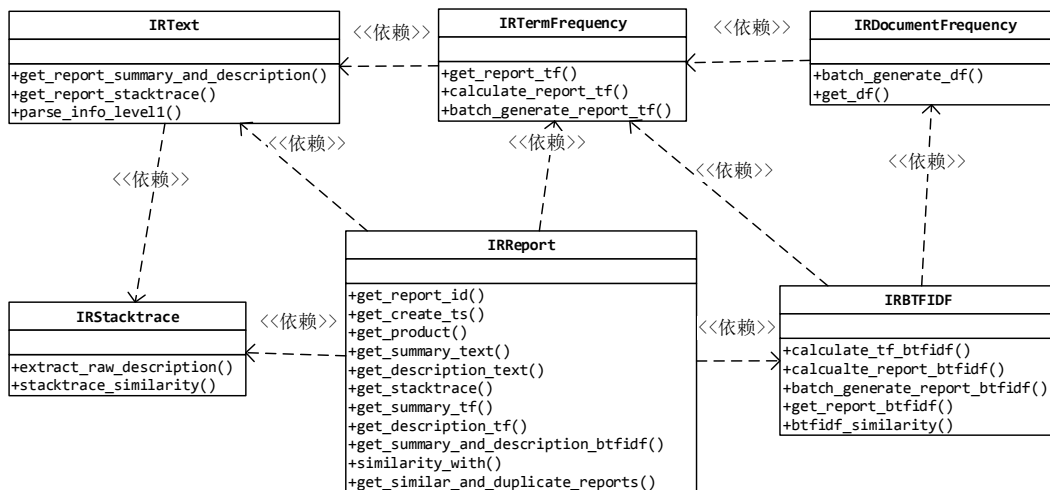 IRText
+get_report_summary_and_description()
+get_report_stacktrace()
+parse_info_level1()
<<依赖>>
IRTermFrequency
+get_report_tf()
+calculate_report_tf()
+batch_generate_report_tf()
<<依赖>>
IRDocumentFrequency
+batch_generate_df()
+get_df()
<<依赖>>
<<依赖>>
<<依赖>>
<<依赖>>
<<依赖>>
IRReport
+get_report_id()
+get_create_ts()
+get_product()
+get_summary_text()
+get_description_text()
+get_stacktrace()
+get_summary_tf()
+get_description_tf()
+get_summary_and_description_btfidf()
+similarity_with()
+get_similar_and_duplicate_reports()
IRStacktrace
+extract_raw_description()
+stacktrace_similarity()
<<依赖>>
<<依赖>>
IRBTFIDF
+calculate_tf_btfidf()
+calcualte_report_btfidf()
+batch_generate_report_btfidf()
+get_report_btfidf()
+btfidf_similarity()